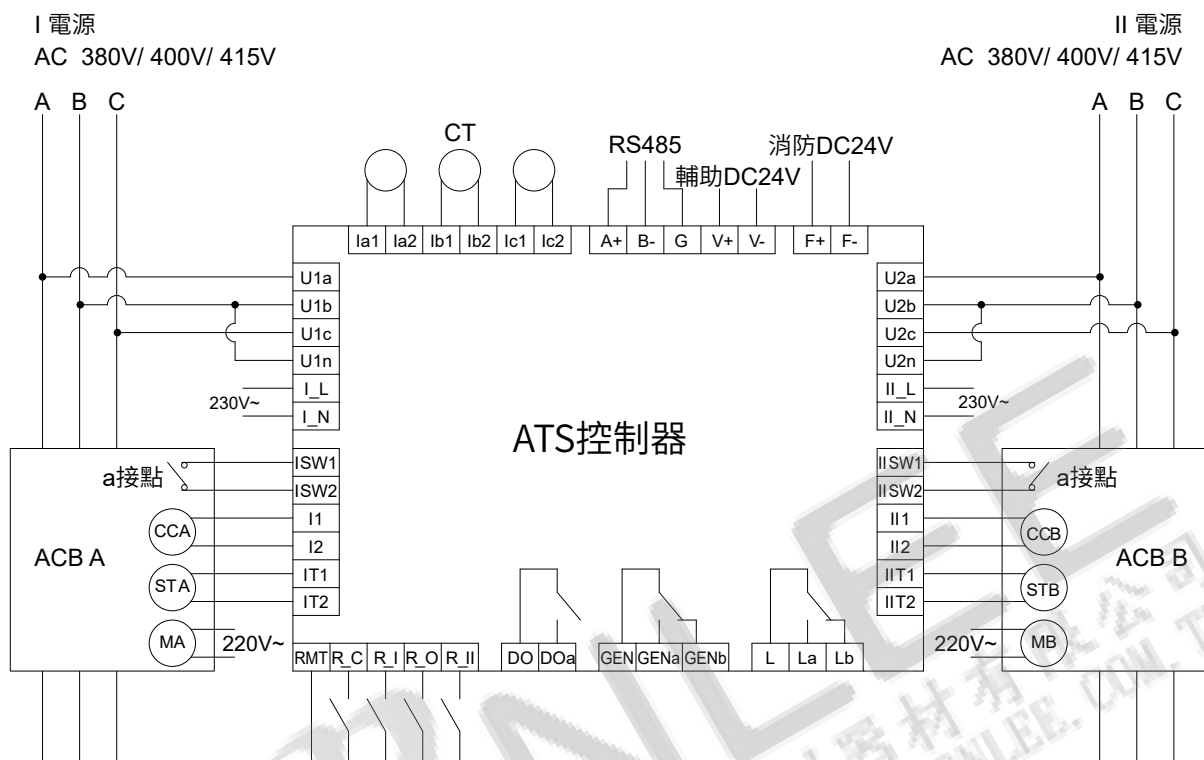 I 電源
II 電源
AC 380V/ 400V/ 415V
AC 380V/ 400V/ 415V
A B C
A B C
CT
RS485
消防DC24V
輔助DC24V
Ia1 Ia2 Ib1 Ib2 Ic1 Ic2 A+ B- G V+ V- F+ F-
U1a
U1b
U1c
U1n
I_L
I_N
230V~
U2a
U2b
U2c
U2n
II_L
II_N
230V~
ATS控制器
ISW1
ISW2
I1
I2
IT1
IT2
IISW1
IISW2
II1
II2
IIT1
IIT2
a接點
CCA
ACB A
STA
MA
220V~
a接點
CCB
ACB B
STB
MB
220V~
RMT R_C R_I R_O R_II DO DOa GEN GENa GENb L La Lb